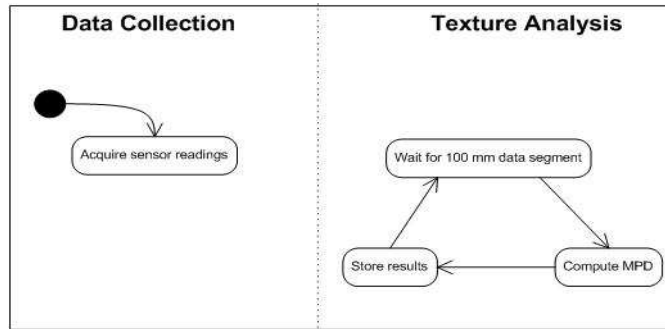 Data Collection
Texture Analysis
Acquire sensor readings
Wait for 100 mm data segment
Store results
Compute MPD